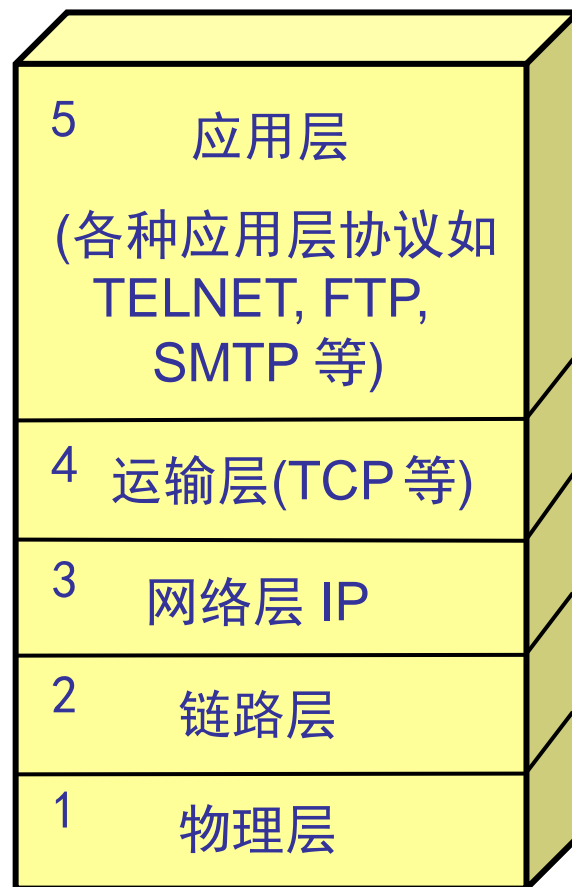 5
应用层
(各种应用层协议如
TELNET, FTP,
SMTP 等)
4 运输层(TCP 等)
3
网络层 IP
2
链路层
1
物理层